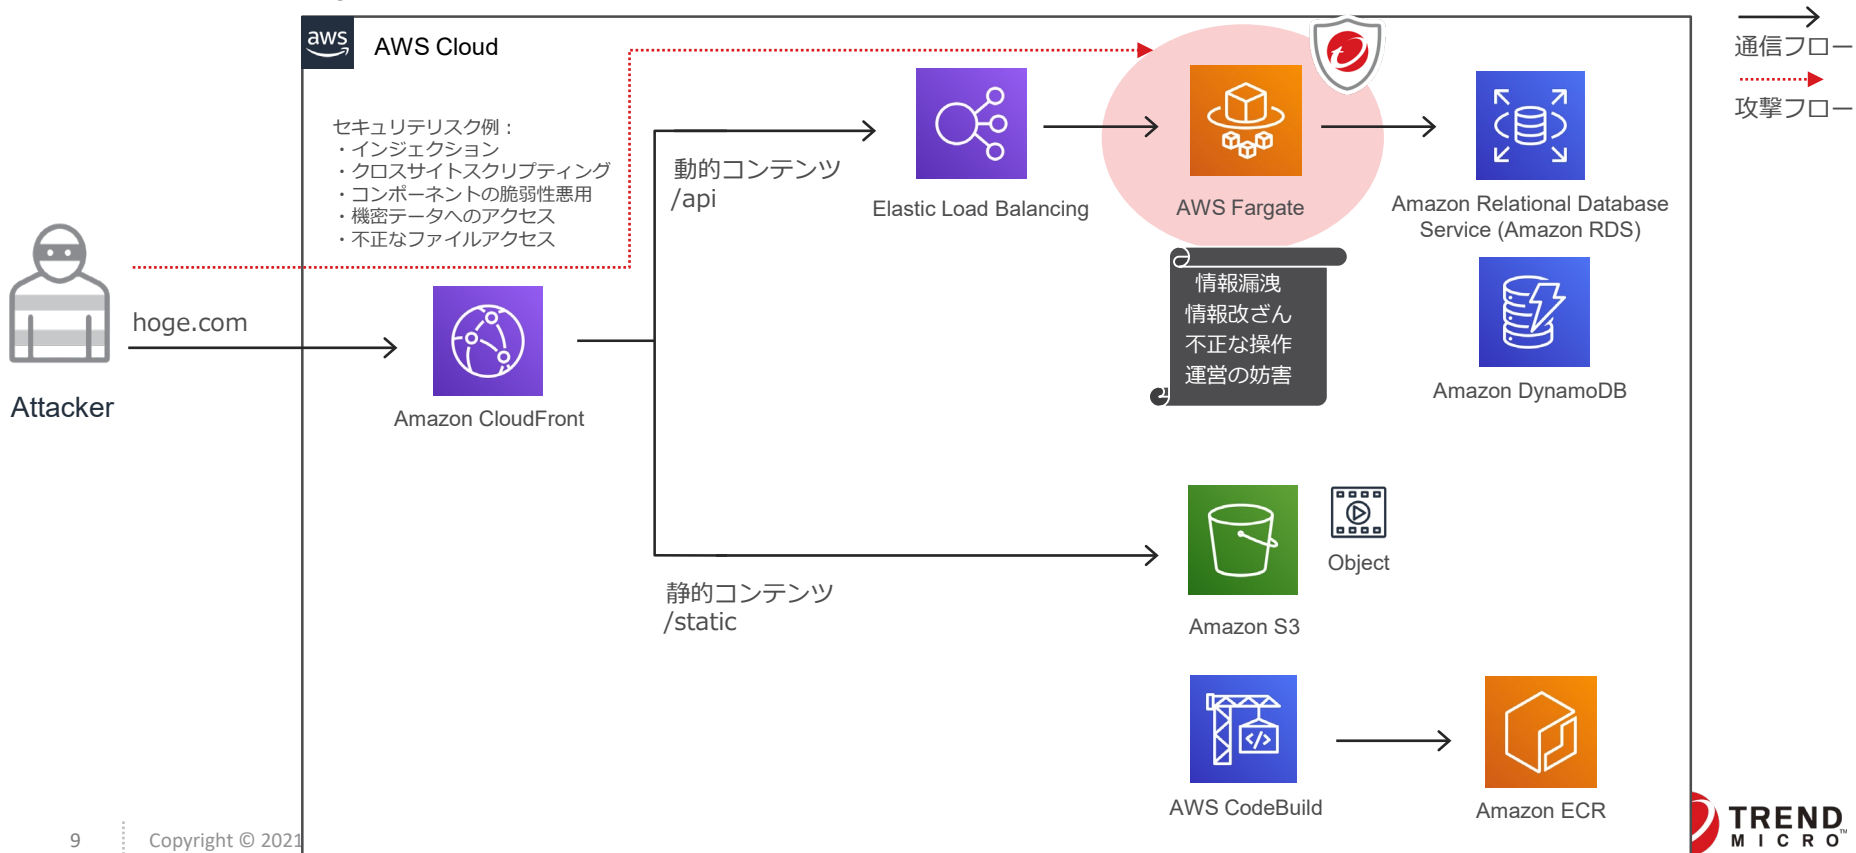 aws
AWS Cloud
通信フロー
攻撃フロー
セキュリテリスク例：
・インジェクション
・クロスサイトスクリプティング
・コンポーネントの脆弱性悪用
・機密テータへのアクセス
・不正なファイルアクセス
動的コンテンツ
/api
Elastic Load Balancing
AWS Fargate
Amazon Relational Database
Service (Amazon RDS)
情報漏洩
情報改ざん
不正な操作
運営の妨害
hoge.com
Attacker
Amazon CloudFront
Amazon DynamoDB
静的コンテンツ
/static
Object
Amazon S3
</>
AWS CodeBuild
Amazon ECR
9
Copyright © 2021
TREND
MICRO™